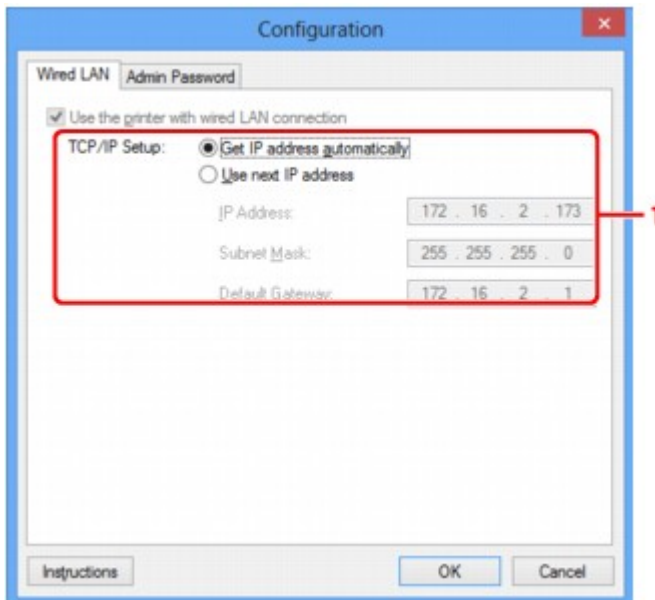 Configuration
Wired LAN Admin Password
Use the printer with wired LAN connection
TCP/IP Setup: Get IP address automatically
Use next IP address
IP Address: 172 . 16 . 2 . 173
1
Subnet Mask: 255 . 255 . 255 . 0
Default Gateway: 172 . 16 . 2 . 1
Instructions OK Cancel